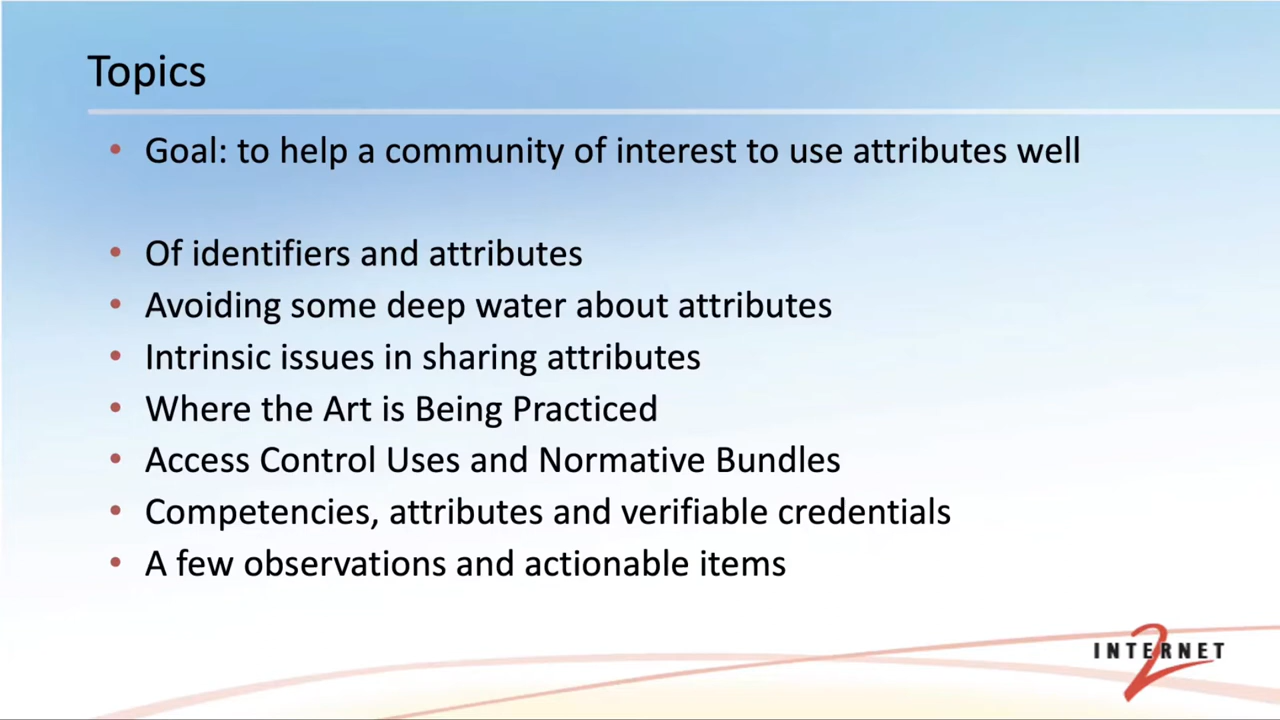 Topics
• Goal: to help a community of interest to use attributes well
• Of identifiers and attributes
• Avoiding some deep water about attributes
• Intrinsic issues in sharing attributes
• Where the Art is Being Practiced
• Access Control Uses and Normative Bundles
• Competencies, attributes and verifiable credentials
• A few observations and actionable items
INTERNET 2